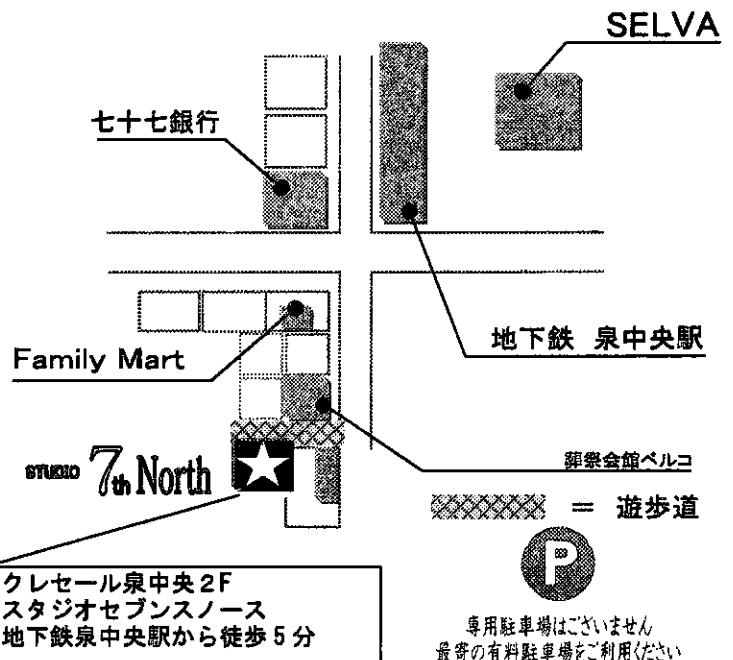 SELVA
七十七銀行
地下鉄 泉中央駅
Family Mart
葬祭会館ベルコ
STUDIO 7th North
= 遊歩道
P
クレセール泉中央2F
スタジオセブンスノース
地下鉄泉中央駅から徒歩5分
専用駐車場はございません
最寄の有料駐車場をご利用ください